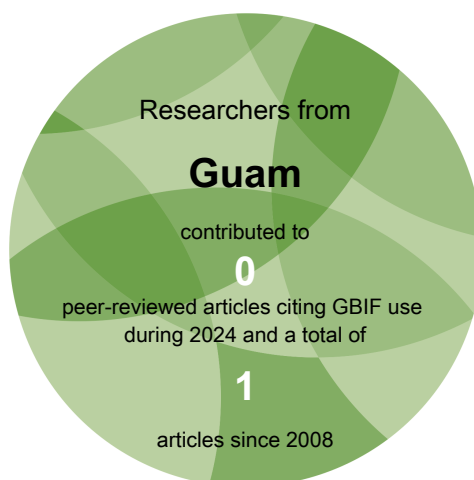 Researchers from
Guam
contributed to
0
peer-reviewed articles citing GBIF use
during 2024 and a total of
1
articles since 2008